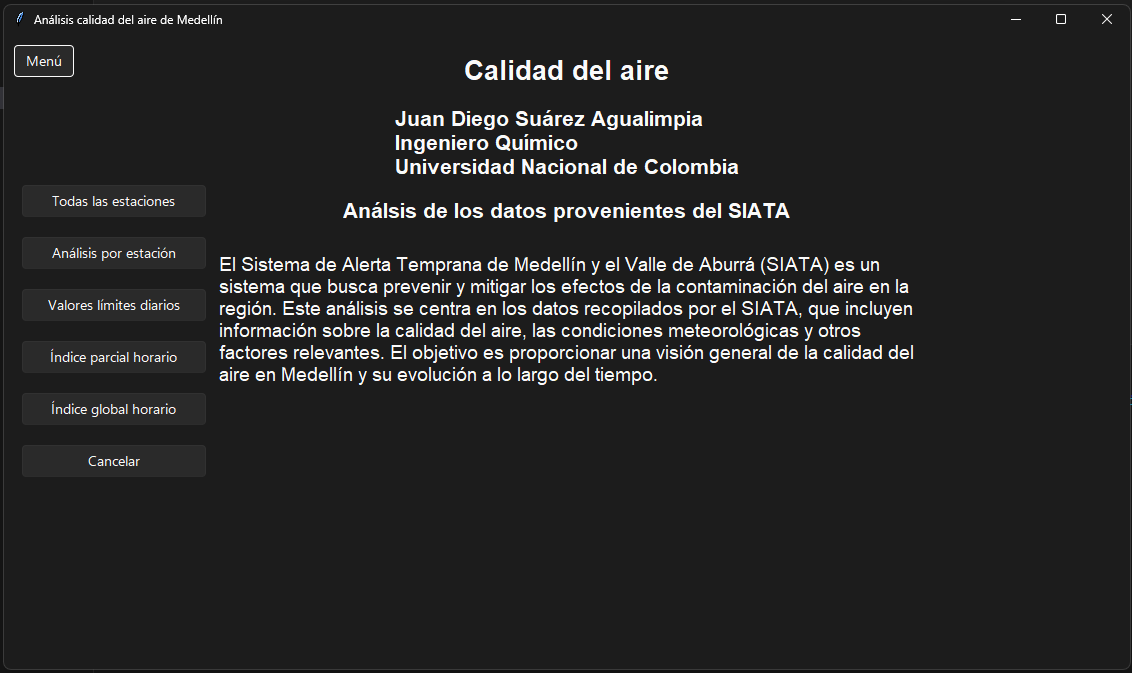 Análisis calidad del aire de Medellín
Menú
Calidad del aire
Juan Diego Suárez Agualimpia
Ingeniero Químico
Universidad Nacional de Colombia
Análsis de los datos provenientes del SIATA
El Sistema de Alerta Temprana de Medellín y el Valle de Aburrá (SIATA) es un
sistema que busca prevenir y mitigar los efectos de la contaminación del aire en la
región. Este análisis se centra en los datos recopilados por el SIATA, que incluyen
información sobre la calidad del aire, las condiciones meteorológicas y otros
factores relevantes. El objetivo es proporcionar una visión general de la calidad del
aire en Medellín y su evolución a lo largo del tiempo.
Todas las estaciones
Análisis por estación
Valores límites diarios
Índice parcial horario
Índice global horario
Cancelar